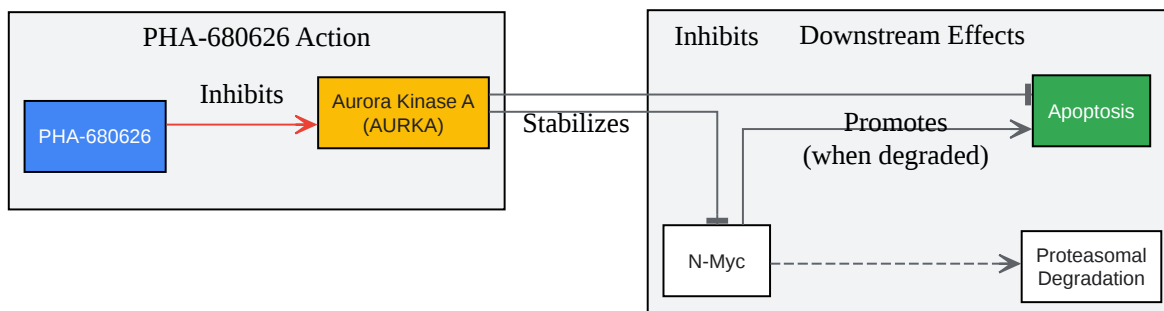 PHA-680626 Action
Inhibits
PHA-680626
Aurora Kinase A
(AURKA)
Stabilizes
Inhibits
Downstream Effects
Promotes
(when degraded)
Apoptosis
N-Myc
Proteasomal
Degradation